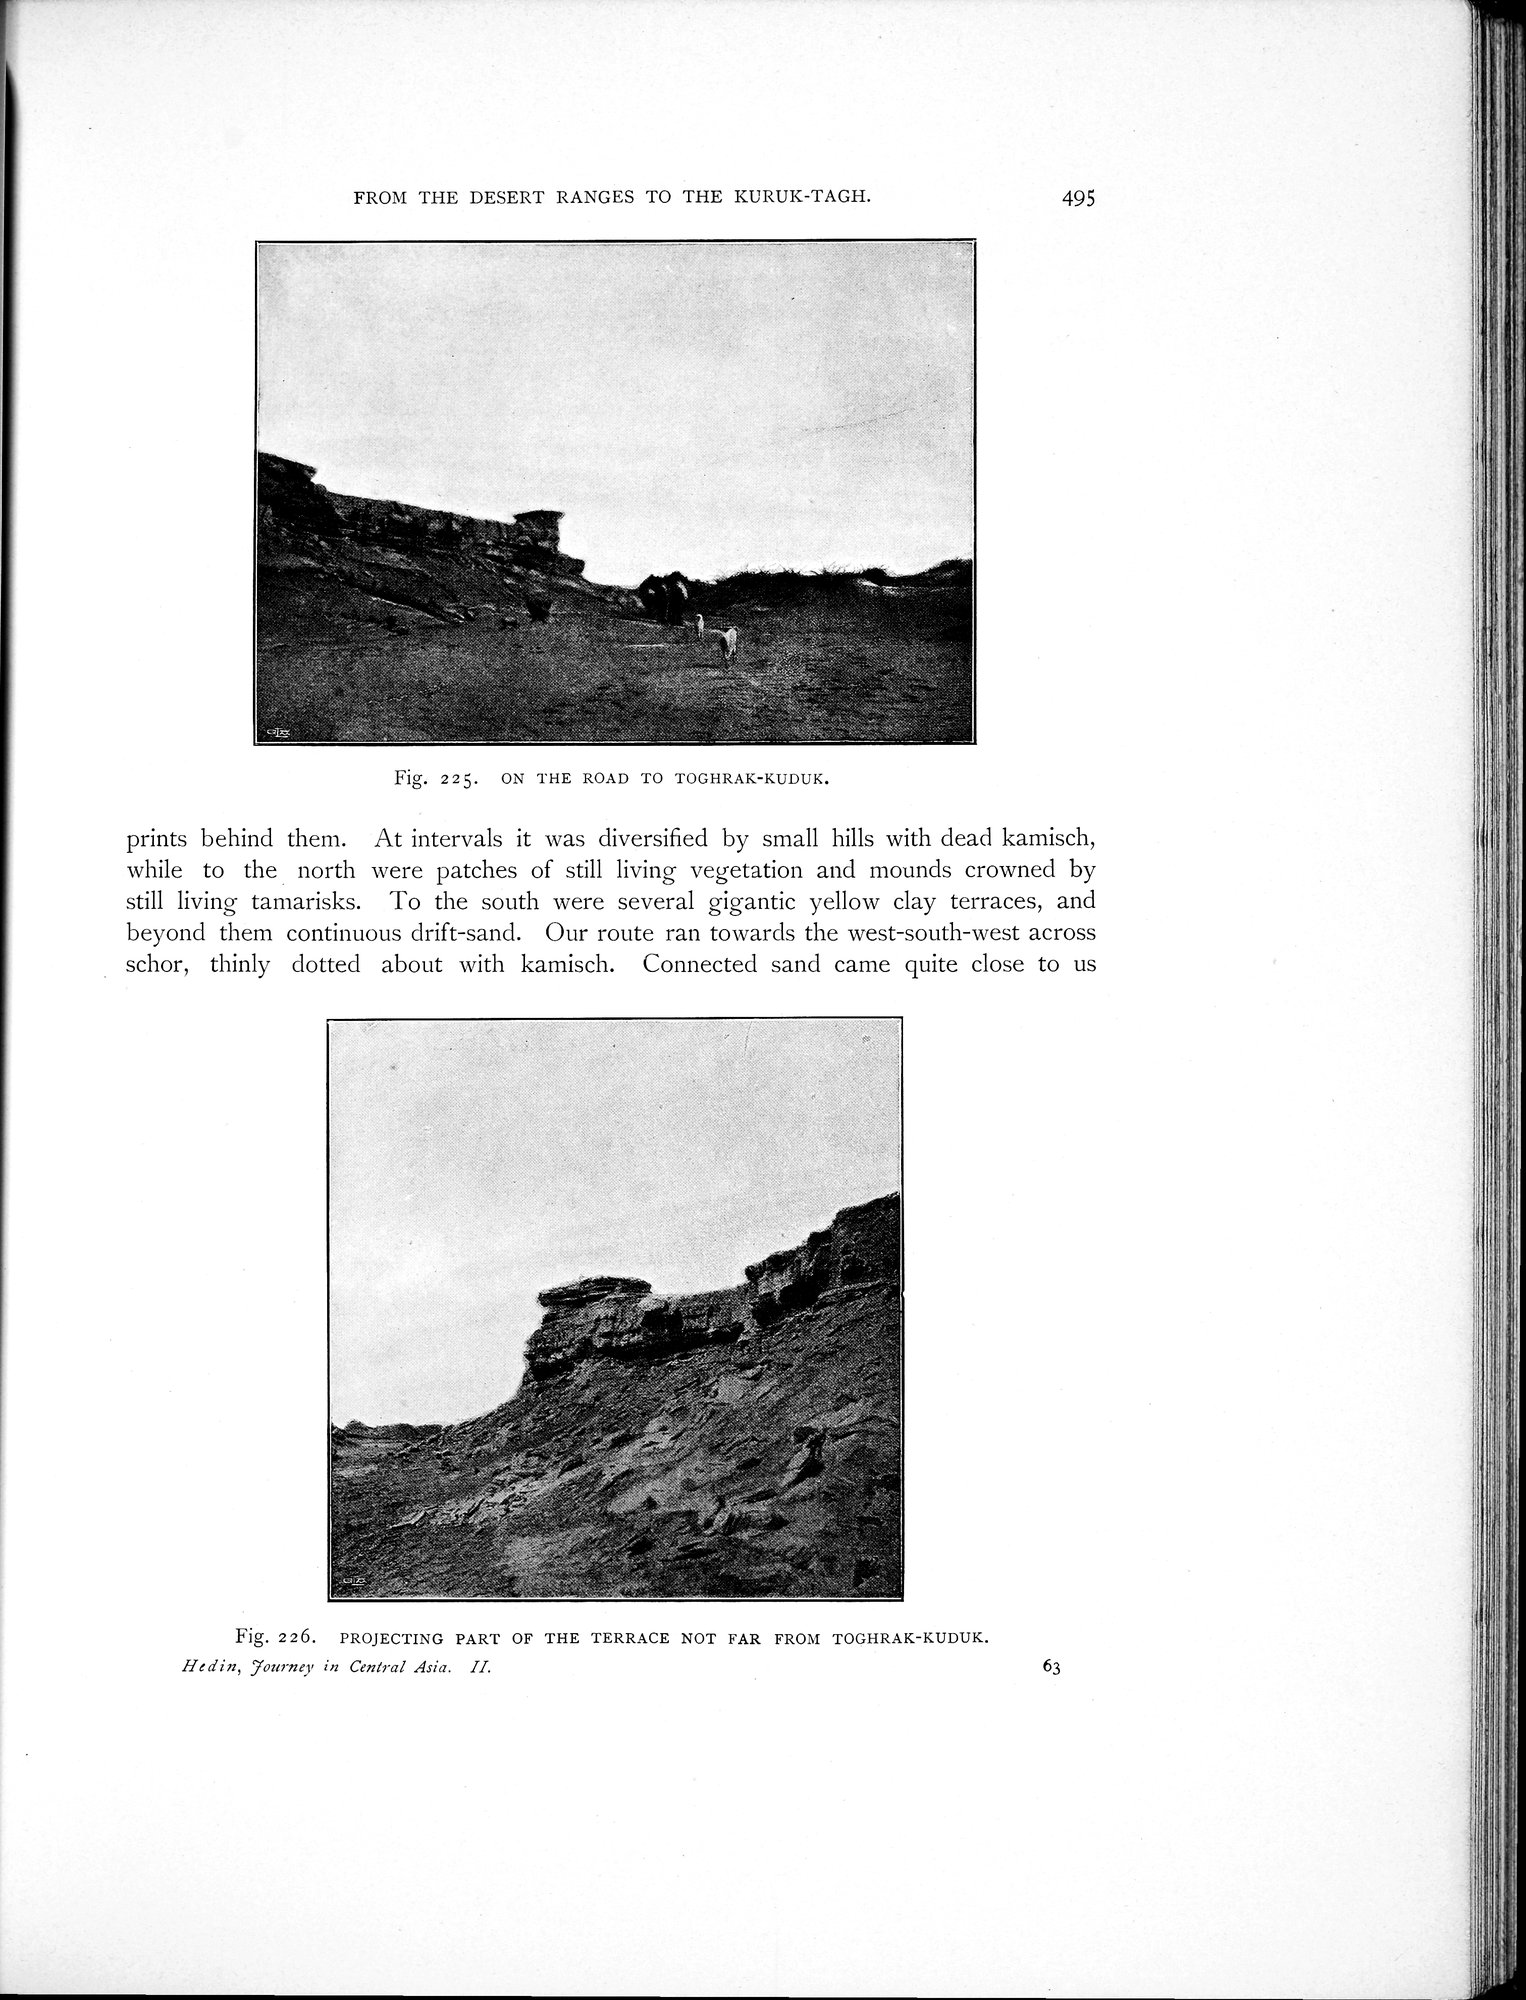 FROM THE DESERT RANGES TO THE KURUK-TAGH. 495
Fig. 225. ON THE ROAD TO TOGHRAK-KUDUK.
prints behind them. At intervals it was diversified by small hills with dead kamisch,
while to the north were patches of still living vegetation and mounds crowned by
still living tamarisks. To the south were several gigantic yellow clay terraces, and
beyond them continuous drift-sand. Our route ran towards the west-south-west across
schor, thinly dotted about with kamisch. Connected sand came quite close to us
Fig. 226. PROJECTING PART OF THE TERRACE NOT FAR FROM TOGHRAK-KUDUK.
Hedin, Journey in Central Asia. II. 63